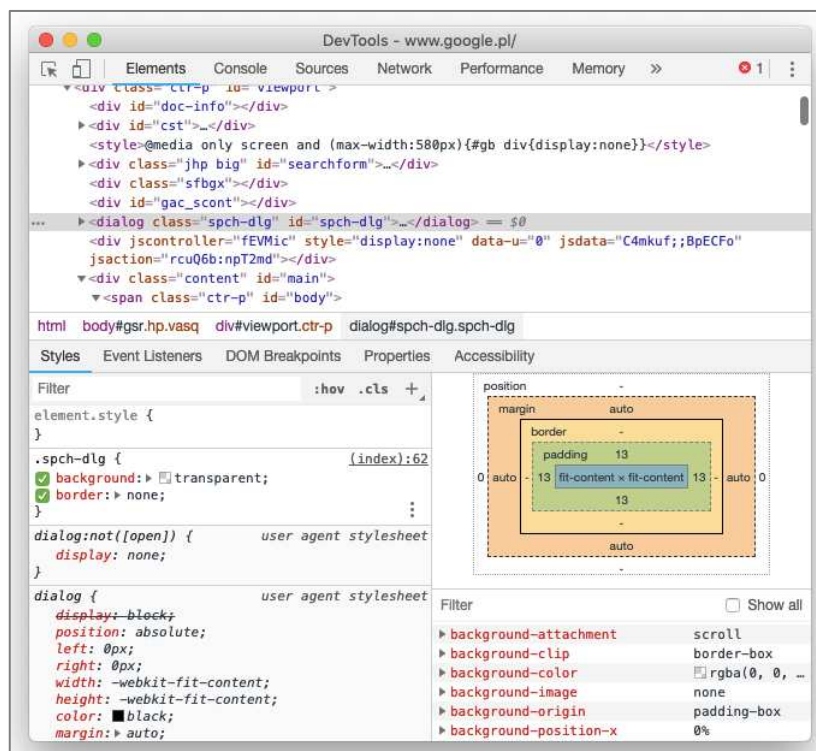 DevTools - www.google.pl/
Elements Console Sources Network Performance Memory » 1
▼<div class="ctr-p" id="viewport">
<div id="doc-info"></div>
▶<div id="cst">…</div>
<style>@media only screen and (max-width:580px){#gb div{display:none}}</style>
▶<div class="jhp big" id="searchform">…</div>
<div class="sfbgx"></div>
<div id="gac_scont"></div>
… ▶<dialog class="spch-dlg" id="spch-dlg">…</dialog> == $0
<div jscontroller="fEVMic" style="display:none" data-u="0" jsdata="C4mkuf;;BpECFo"
jsaction="rcuQ6b:npT2md"></div>
▼<div class="content" id="main">
▼<span class="ctr-p" id="body">
html body#gsr.hp.vasq div#viewport.ctr-p dialog#spch-dlg.spch-dlg
Styles Event Listeners DOM Breakpoints Properties Accessibility
Filter :hov .cls +
element.style {
}
.spch-dlg { (index):62
background:▶ transparent;
border:▶ none;
}
dialog:not([open]) { user agent stylesheet
display: none;
}
dialog { user agent stylesheet
display: block;
position: absolute;
left: 0px;
right: 0px;
width: -webkit-fit-content;
height: -webkit-fit-content;
color: black;
margin:▶ auto;
position -
margin auto
border -
padding 13
0 auto - 13 fit-content × fit-content 13 - auto 0
13
-
auto
-
Filter Show all
▶background-attachment scroll
▶background-clip border-box
▶background-color rgba(0, 0, …
▶background-image none
▶background-origin padding-box
▶background-position-x 0%